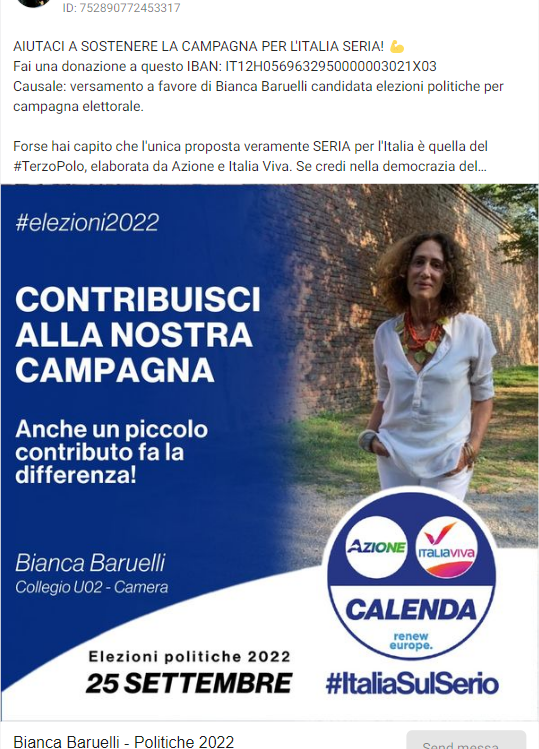 ID: 752890772453317
AIUTACI A SOSTENERE LA CAMPAGNA PER L'ITALIA SERIA! 💪
Fai una donazione a questo IBAN: IT12H0569632950000003021X03
Causale: versamento a favore di Bianca Baruelli candidata elezioni politiche per
campagna elettorale.
Forse hai capito che l'unica proposta veramente SERIA per l'Italia è quella del
#TerzoPolo, elaborata da Azione e Italia Viva. Se credi nella democrazia del...
#elezioni2022
CONTRIBUISCI
ALLA NOSTRA
CAMPAGNA
Anche un piccolo
contributo fa la
differenza!
Bianca Baruelli
Collegio U02 - Camera
AZIONE
ITALIAVIVA
CALENDA
renew
europe.
Elezioni politiche 2022
25 SETTEMBRE
#ItaliaSulSerio
Bianca Baruelli - Politiche 2022
Send messa